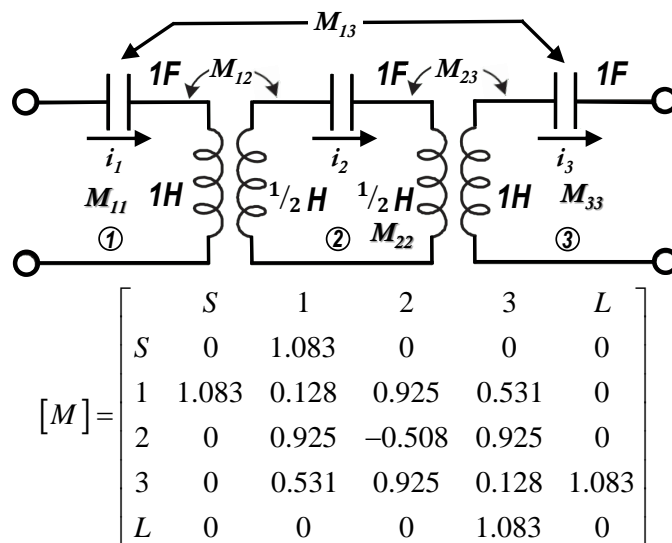 M₁₃
1F M₁₂ 1F M₂₃ 1F
i₁ i₂ i₃
M₁₁ 1H ½ H ½ H M₂₂ 1H M₃₃
① ② ③
S 1 2 3 L
S 0 1.083 0 0 0
1 1.083 0.128 0.925 0.531 0
[M] = 2 0 0.925 –0.508 0.925 0
3 0 0.531 0.925 0.128 1.083
L 0 0 0 1.083 0